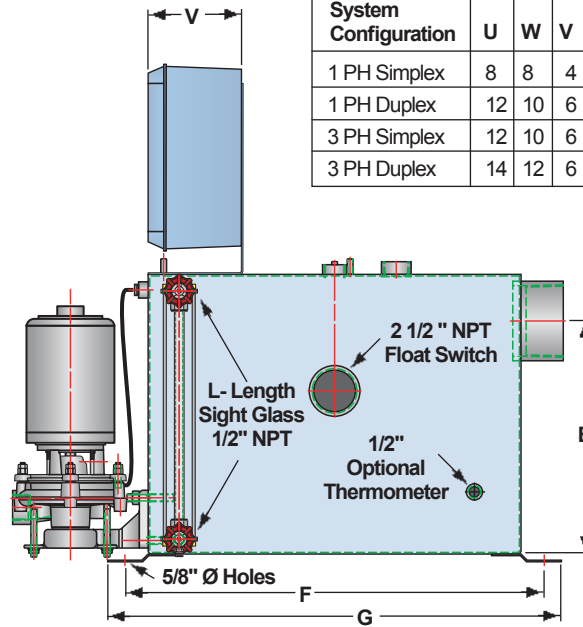 V
System
Configuration U W V
1 PH Simplex 8 8 4
1 PH Duplex 12 10 6
3 PH Simplex 12 10 6
3 PH Duplex 14 12 6
2 1/2 " NPT
Float Switch
L- Length
Sight Glass
1/2" NPT
1/2"
Optional
Thermometer
5/8" Ø Holes
F
G